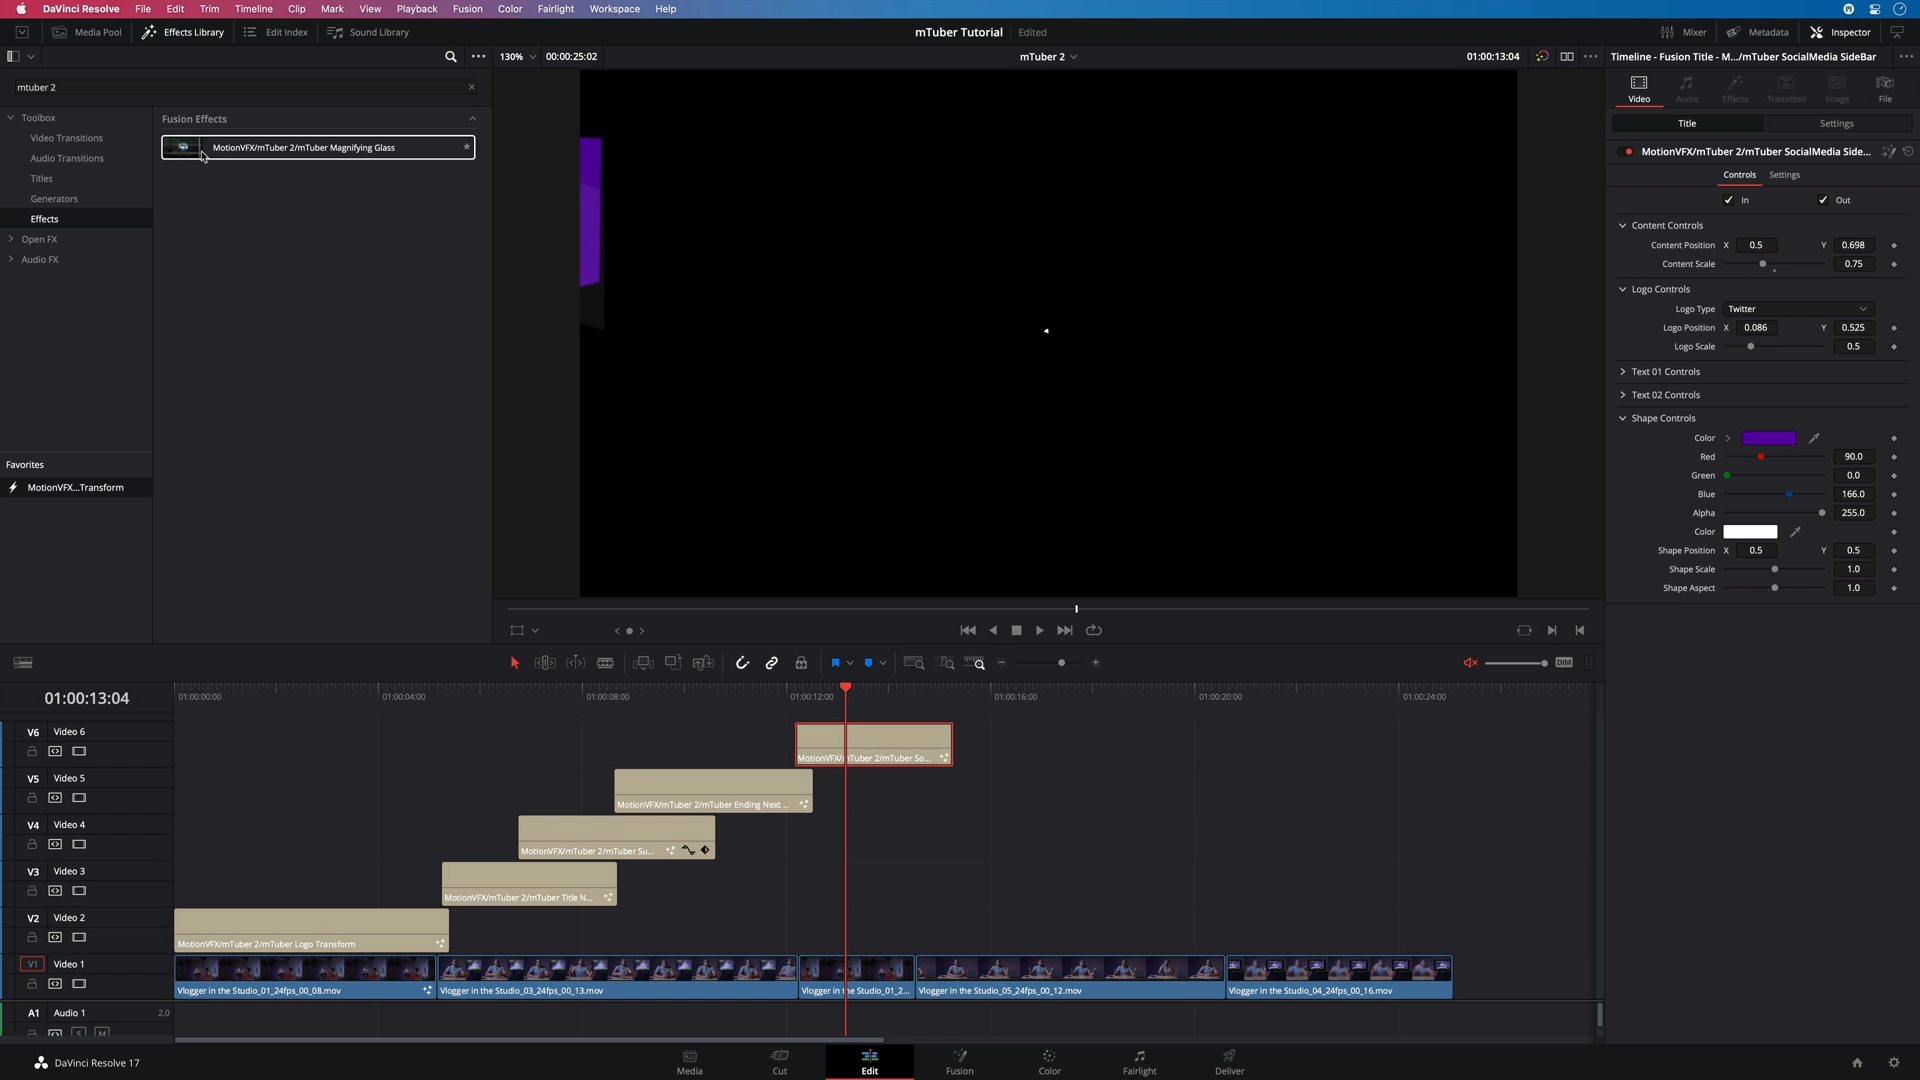 DaVinci Resolve File Edit Trim Timeline Clip Mark View Playback Fusion Color Fairlight Workspace Help
Media Pool Effects Library Edit Index Sound Library mTuber Tutorial Edited Mixer Metadata Inspector
130% 00:00:25:02 mTuber 2 01:00:13:04 Timeline - Fusion Title - M.../mTuber SocialMedia SideBar
mtuber 2
Video Audio Effects Transition Image File
Toolbox
Fusion Effects
Title Settings
Video Transitions
MotionVFX/mTuber 2/mTuber Magnifying Glass
MotionVFX/mTuber 2/mTuber SocialMedia Side...
Audio Transitions
Titles
Controls Settings
Generators
In Out
Effects
Content Controls
Open FX
Content Position X 0.5 Y 0.698
Audio FX
Content Scale 0.75
Logo Controls
Logo Type Twitter
Logo Position X 0.086 Y 0.525
Logo Scale 0.5
Text 01 Controls
Text 02 Controls
Shape Controls
Color
Red 90.0
Favorites
Green 0.0
MotionVFX...Transform
Blue 166.0
Alpha 255.0
Color
Shape Position X 0.5 Y 0.5
Shape Scale 1.0
Shape Aspect 1.0
DIM
01:00:13:04 01:00:00:00 01:00:04:00 01:00:08:00 01:00:12:00 01:00:16:00 01:00:20:00 01:00:24:00
V6 Video 6
MotionVFX/mTuber 2/mTuber So...
V5 Video 5
MotionVFX/mTuber 2/mTuber Ending Next ...
V4 Video 4
MotionVFX/mTuber 2/mTuber Su...
V3 Video 3
MotionVFX/mTuber 2/mTuber Title N...
V2 Video 2
MotionVFX/mTuber 2/mTuber Logo Transform
V1 Video 1
Vlogger in the Studio_01_24fps_00_08.mov Vlogger in the Studio_03_24fps_00_13.mov Vlogger in the Studio_01_2... Vlogger in the Studio_05_24fps_00_12.mov Vlogger in the Studio_04_24fps_00_16.mov
A1 Audio 1 2.0
S M
DaVinci Resolve 17 Media Cut Edit Fusion Color Fairlight Deliver